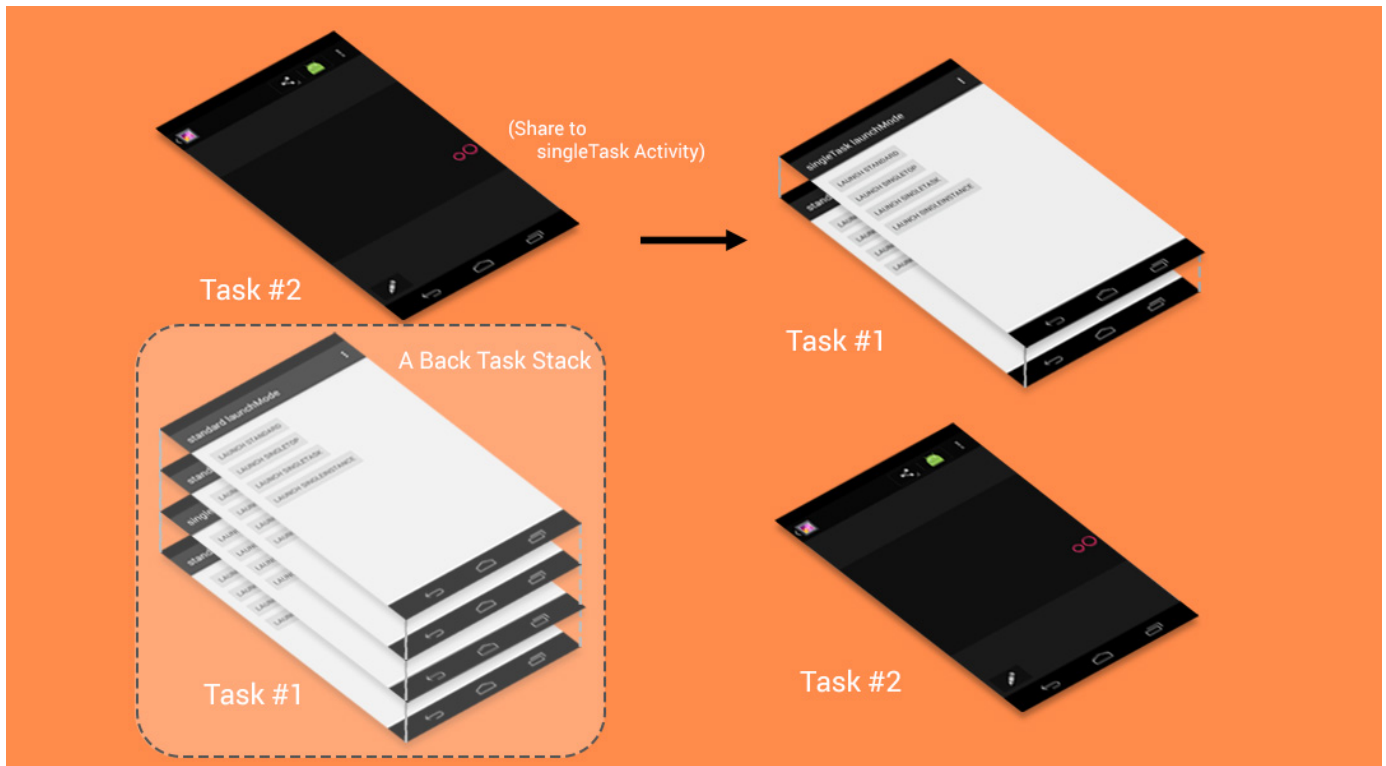 (Share to
singleTask Activity)
Task #2
A Back Task Stack
standard launchMode
LAUNCH STANDARD
LAUNCH SINGLETOP
LAUNCH SINGLETASK
LAUNCH SINGLEINSTANCE
Task #1
singleTask launchMode
LAUNCH STANDARD
LAUNCH SINGLETOP
LAUNCH SINGLETASK
LAUNCH SINGLEINSTANCE
Task #1
Task #2